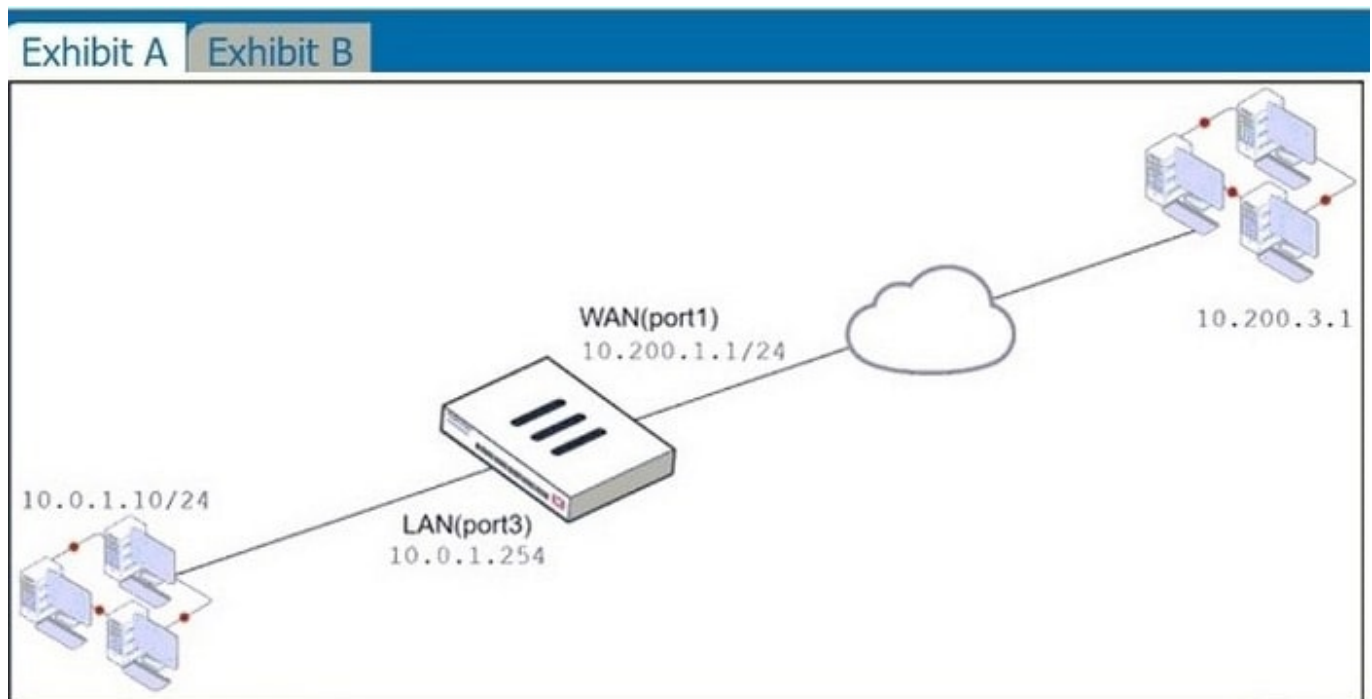 Exhibit A Exhibit B
WAN(port1)
10.200.1.1/24
10.200.3.1
10.0.1.10/24
LAN(port3)
10.0.1.254